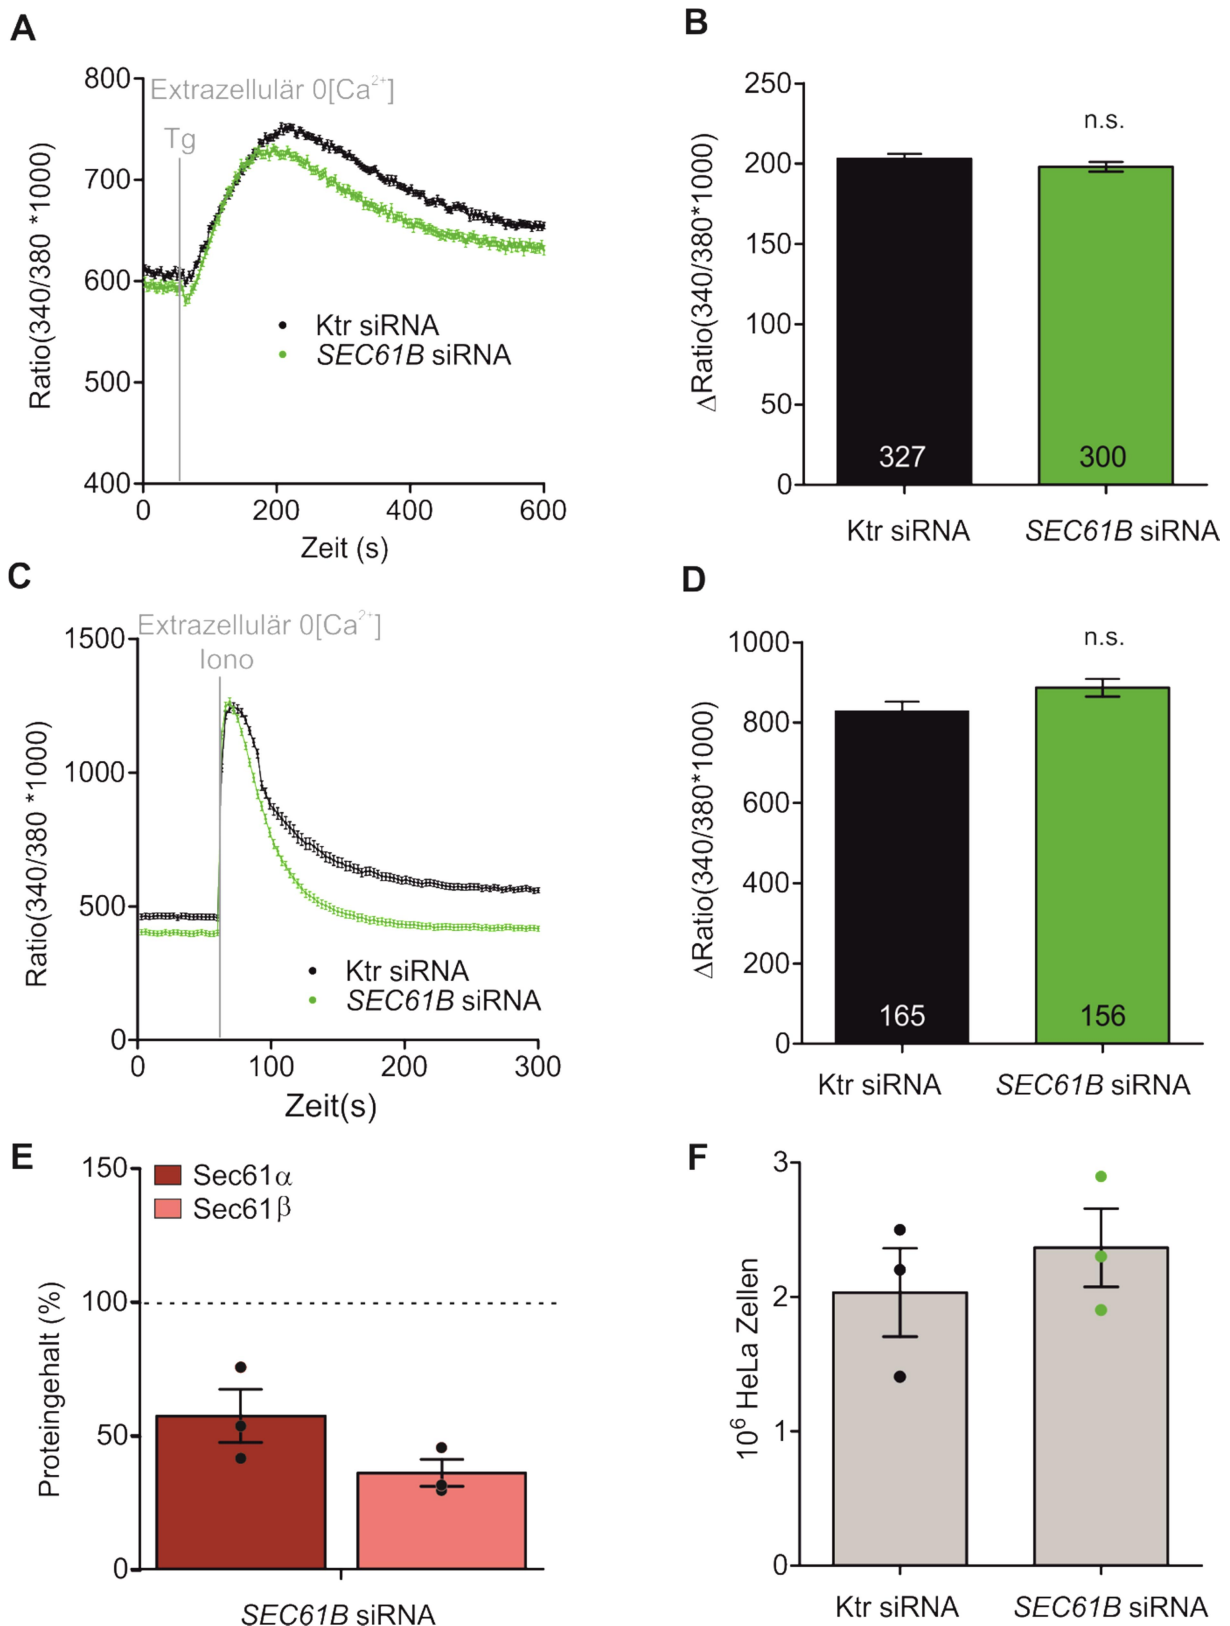 A
Extrazellulär 0[Ca²⁺]
Tg
Ratio(340/380 *1000)
800
700
600
500
400
Ktr siRNA
SEC61B siRNA
0
200
400
600
Zeit (s)
B
ΔRatio(340/380*1000)
250
200
150
100
50
0
n.s.
327
300
Ktr siRNA
SEC61B siRNA
C
Extrazellulär 0[Ca²⁺]
Iono
Ratio(340/380 *1000)
1500
1000
500
0
Ktr siRNA
SEC61B siRNA
0
100
200
300
Zeit(s)
D
ΔRatio(340/380*1000)
1000
800
600
400
200
0
n.s.
165
156
Ktr siRNA
SEC61B siRNA
E
Sec61α
Sec61β
Proteingehalt (%)
150
100
50
0
SEC61B siRNA
F
10⁶ HeLa Zellen
3
2
1
0
Ktr siRNA
SEC61B siRNA